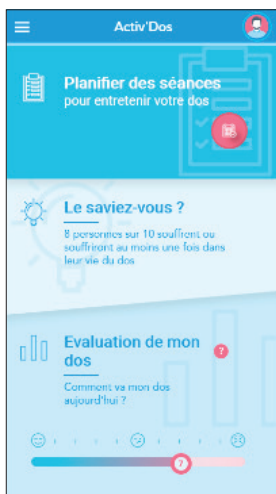 Activ'Dos
Planifier des séances
pour entretenir votre dos
Le saviez-vous ?
8 personnes sur 10 souffrent ou
souffriront au moins une fois dans
leur vie du dos
Evaluation de mon
dos
?
Comment va mon dos
aujourd'hui ?
7